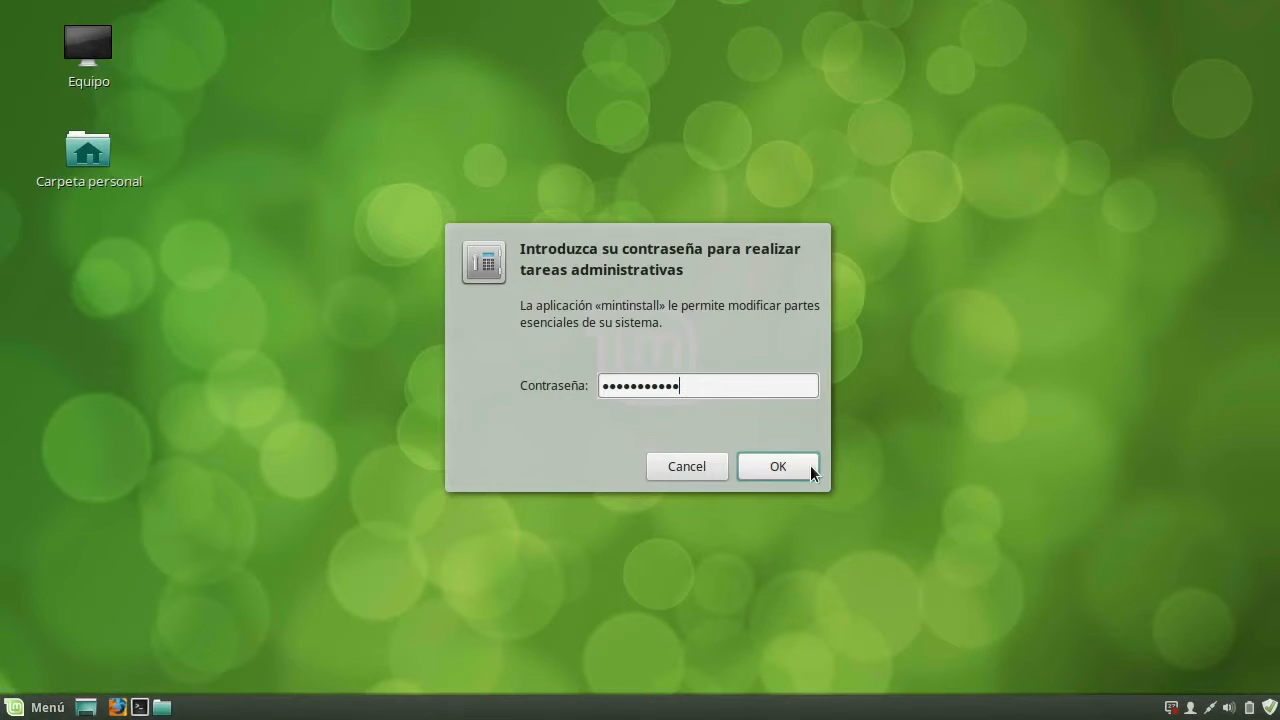 Equipo
Carpeta personal
Introduzca su contraseña para realizar
tareas administrativas
La aplicación «mintinstall» le permite modificar partes
esenciales de su sistema.
Contraseña: •••••••••••
Cancel OK
Menú